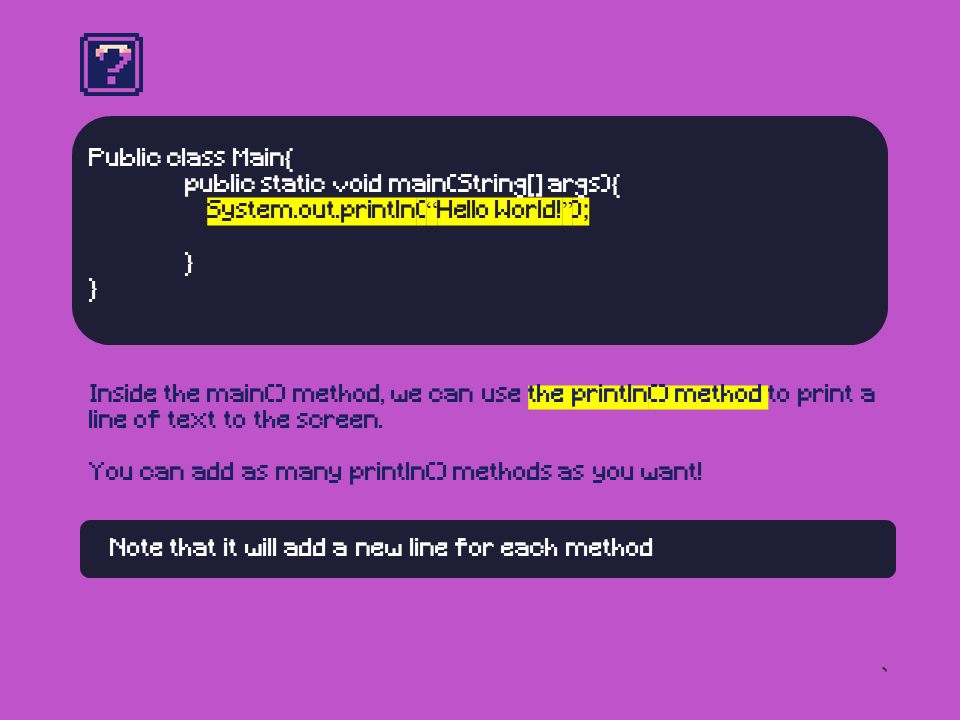 ?
Public class Main{
public static void main(String[] args){
System.out.println(“Hello World!”);
}
}
Inside the main() method, we can use the println() method to print a
line of text to the screen.
You can add as many println() methods as you want!
Note that it will add a new line for each method
`